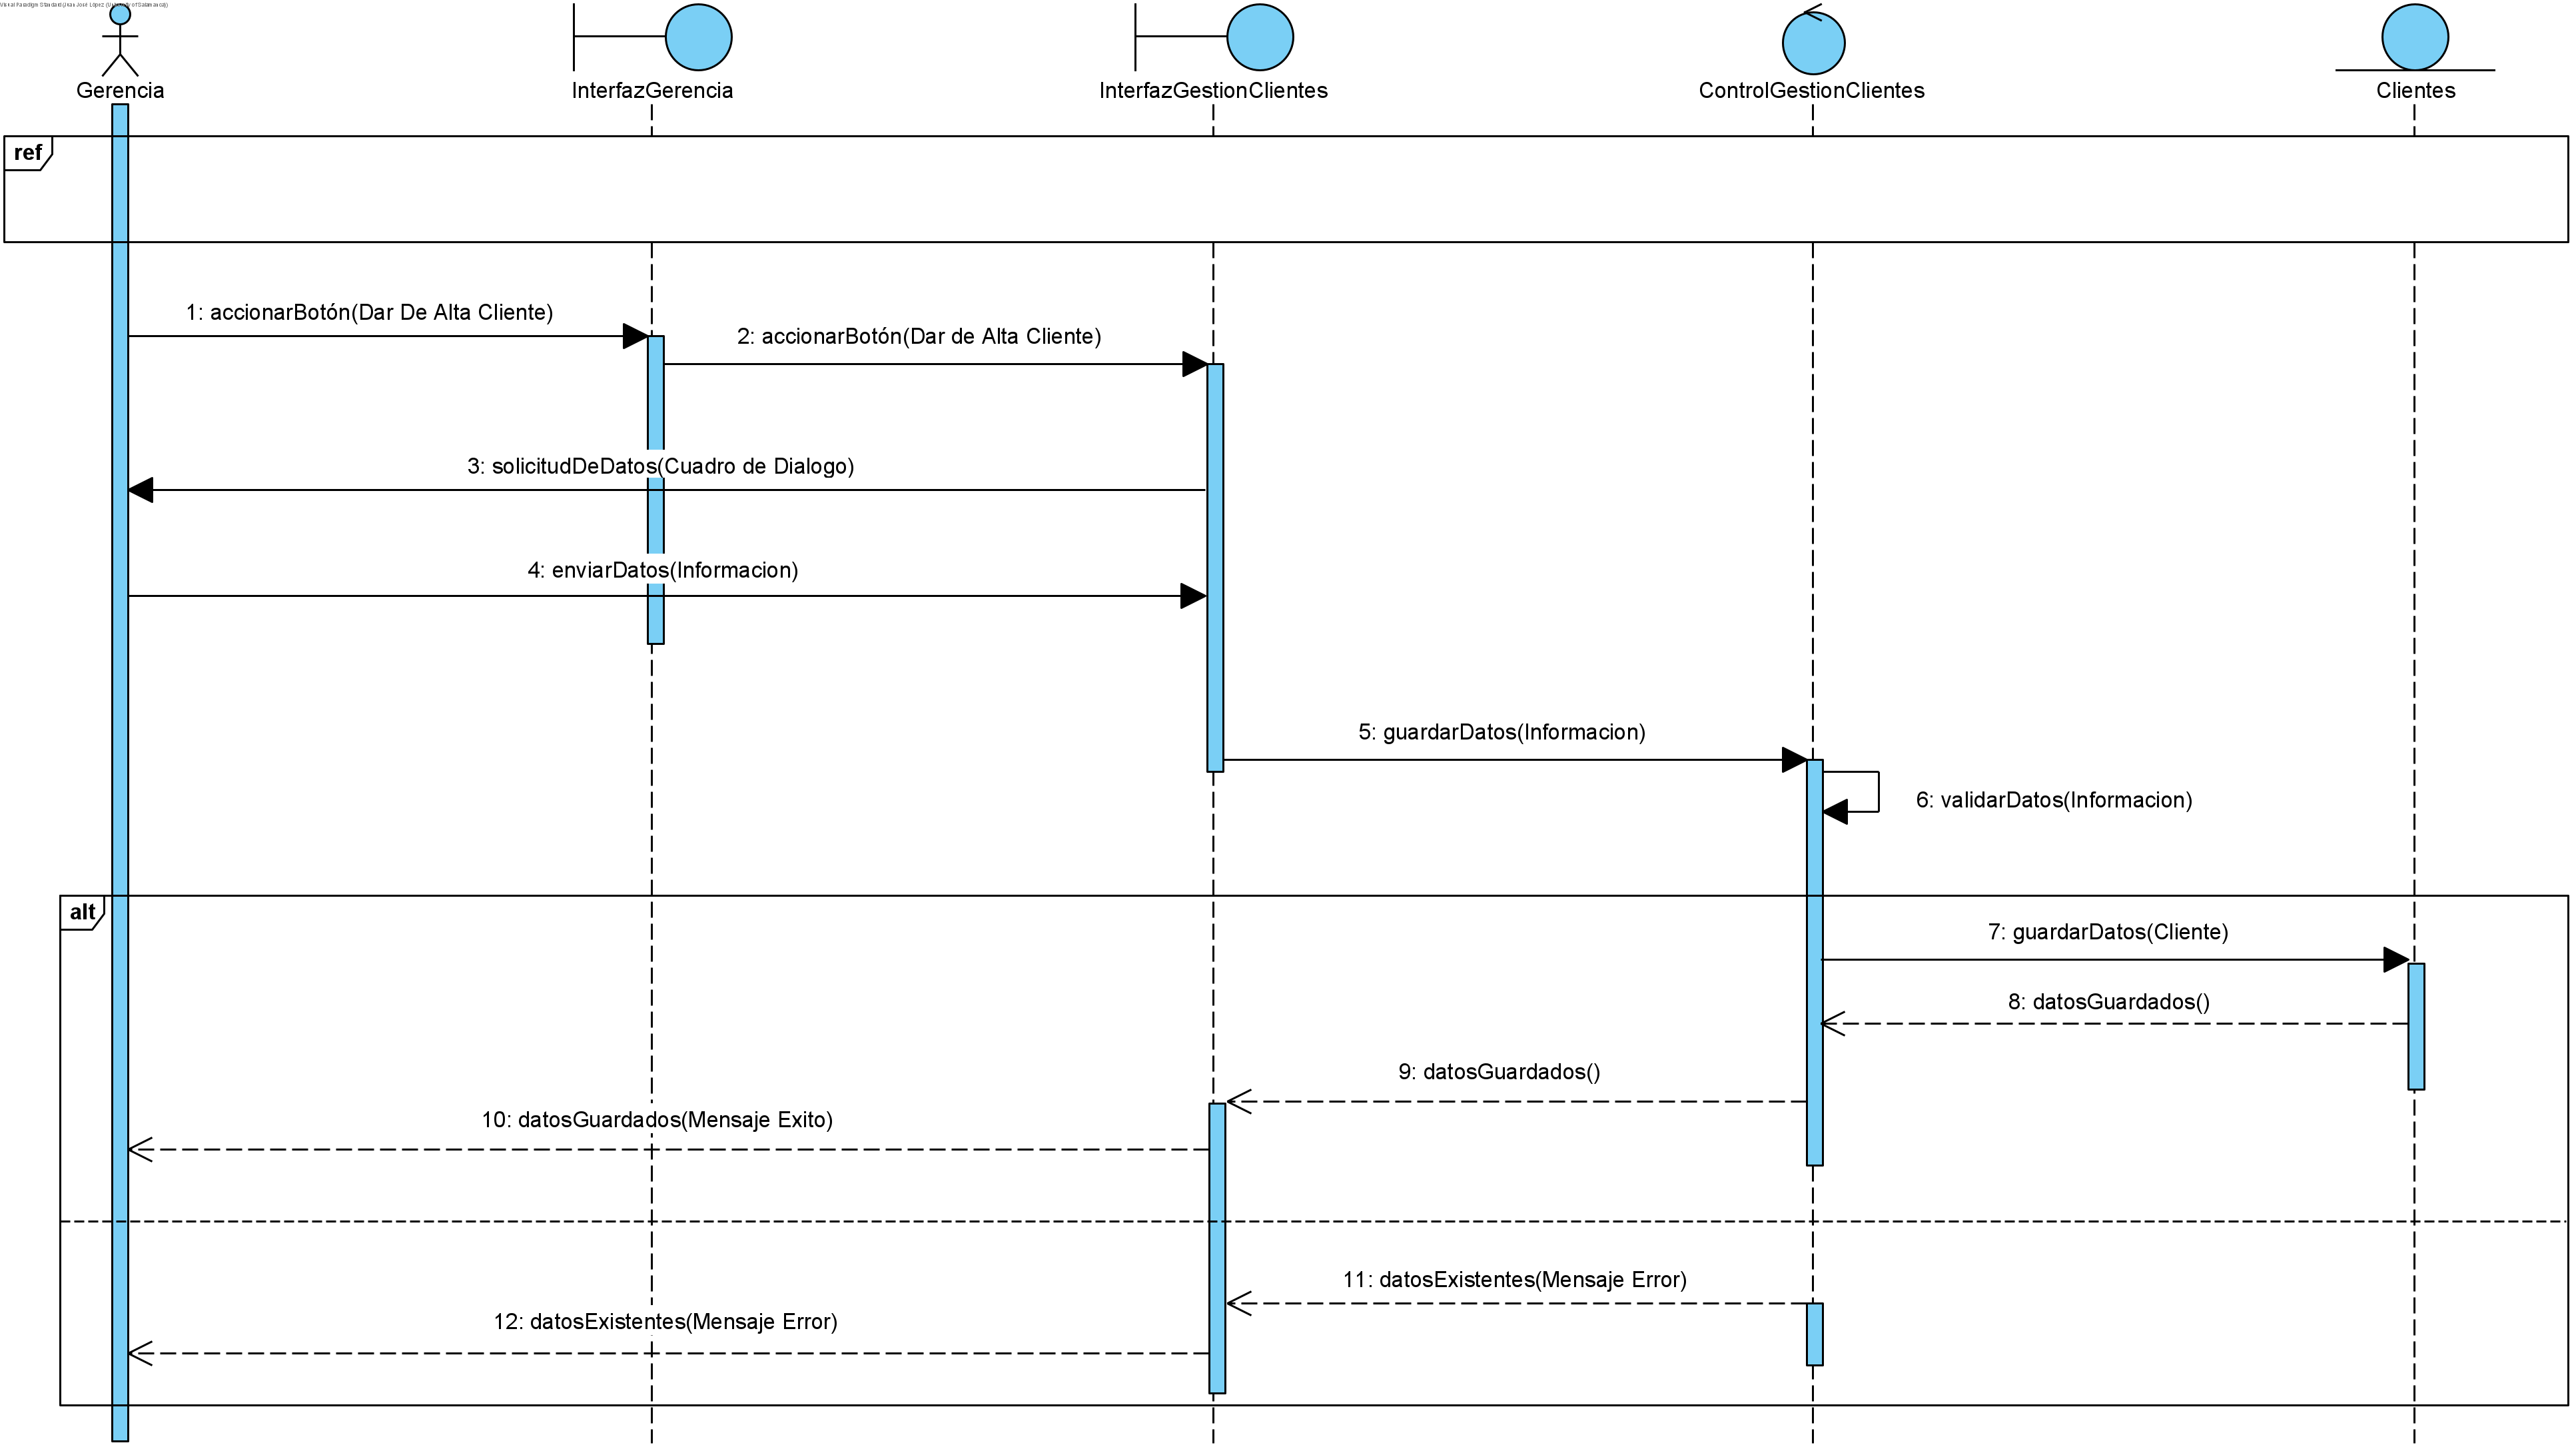 Visual Paradigm Standard(Juan José López (University of Salamanca))
Gerencia
InterfazGerencia
InterfazGestionClientes
ControlGestionClientes
Clientes
ref
1: accionarBotón(Dar De Alta Cliente)
2: accionarBotón(Dar de Alta Cliente)
3: solicitudDeDatos(Cuadro de Dialogo)
4: enviarDatos(Informacion)
5: guardarDatos(Informacion)
6: validarDatos(Informacion)
alt
7: guardarDatos(Cliente)
8: datosGuardados()
9: datosGuardados()
10: datosGuardados(Mensaje Exito)
11: datosExistentes(Mensaje Error)
12: datosExistentes(Mensaje Error)